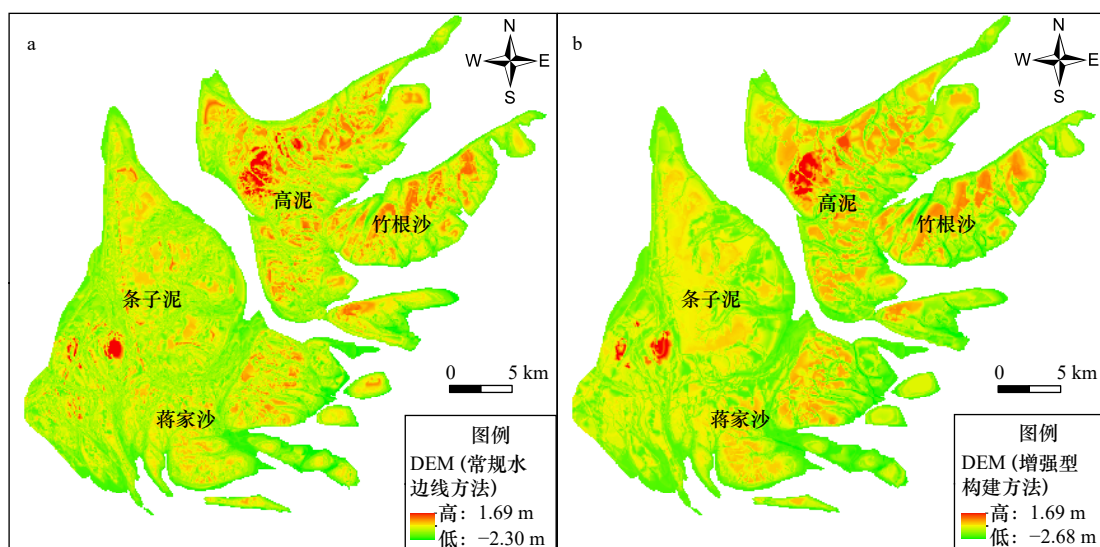 a
N
W E
S
高泥
竹根沙
条子泥
蒋家沙
0 5 km
图例
DEM (常规水
边线方法)
高：1.69 m
低：−2.30 m
b
N
W E
S
高泥
竹根沙
条子泥
蒋家沙
0 5 km
图例
DEM (增强型
构建方法)
高：1.69 m
低：−2.68 m